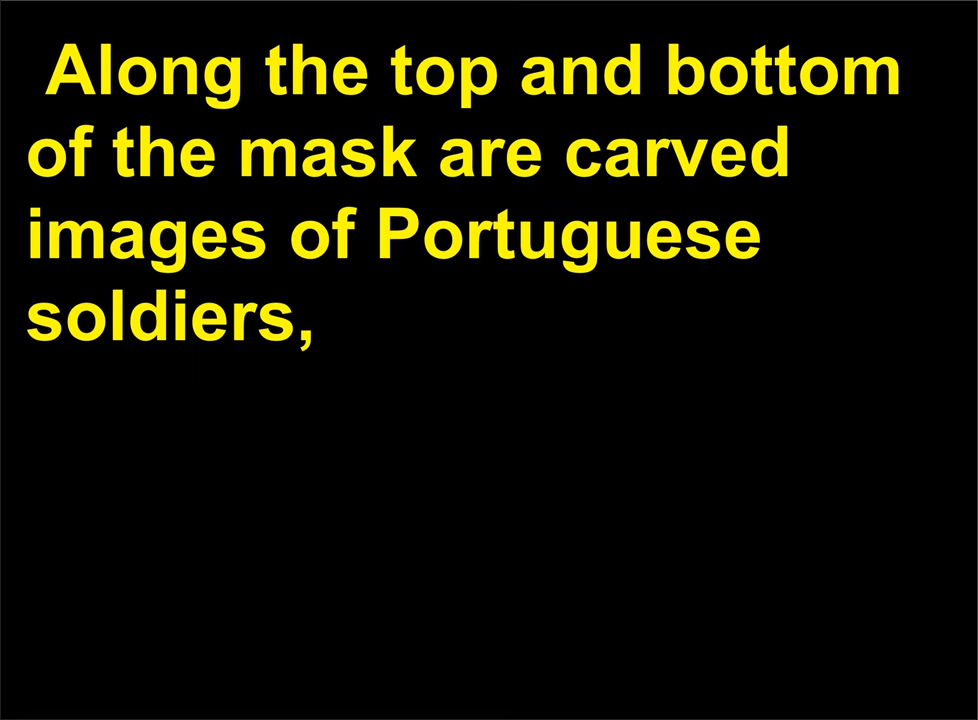 Along the top and bottom
of the mask are carved
images of Portuguese
soldiers,